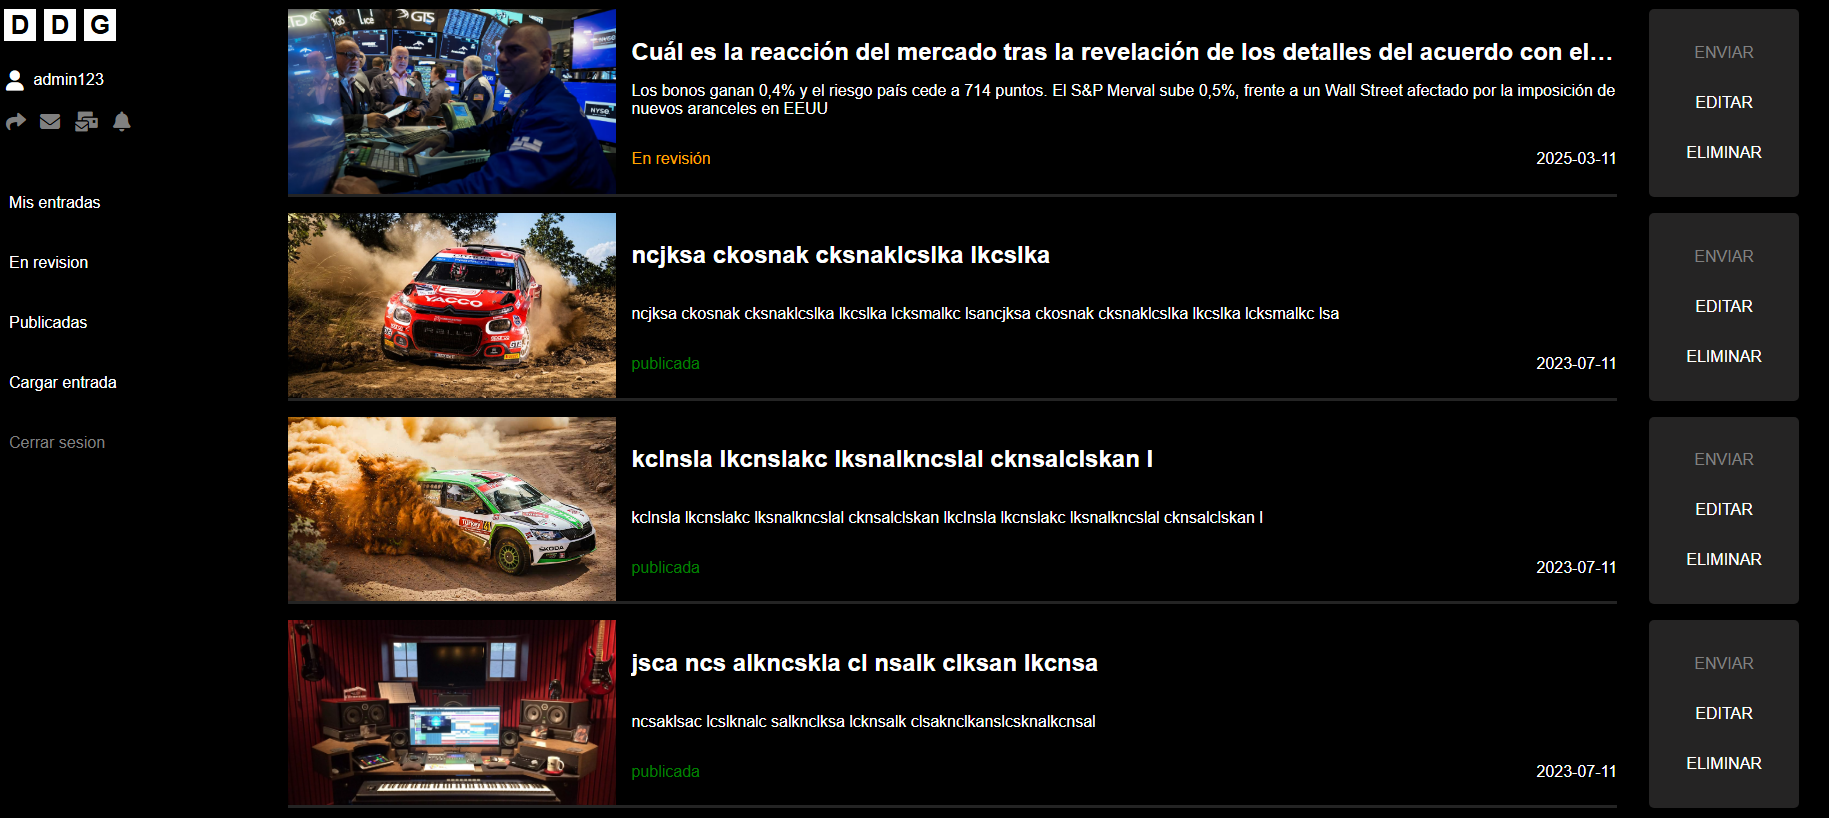 D D G
admin123
Mis entradas
En revision
Publicadas
Cargar entrada
Cerrar sesion
GIS
NYSE
NYSE
Cuál es la reacción del mercado tras la revelación de los detalles del acuerdo con el...
Los bonos ganan 0,4% y el riesgo país cede a 714 puntos. El S&P Merval sube 0,5%, frente a un Wall Street afectado por la imposición de
nuevos aranceles en EEUU
En revisión
2025-03-11
ENVIAR
EDITAR
ELIMINAR
YACCO
ncjksa ckosnak cksnaklcslka lkcslka
ncjksa ckosnak cksnaklcslka lkcslka lcksmalkc lsancjksa ckosnak cksnaklcslka lkcslka lcksmalkc lsa
publicada
2023-07-11
ENVIAR
EDITAR
ELIMINAR
SKODA
kclnsla lkcnslakc lksnalkncslal cknsalclskan l
kclnsla lkcnslakc lksnalkncslal cknsalclskan lkclnsla lkcnslakc lksnalkncslal cknsalclskan l
publicada
2023-07-11
ENVIAR
EDITAR
ELIMINAR
jsca ncs alkncskla cl nsalk clksan lkcnsa
ncsaklsac lcslknalc salknclksa lcknsalk clsaknclkanslcsknalkcnsal
publicada
2023-07-11
ENVIAR
EDITAR
ELIMINAR